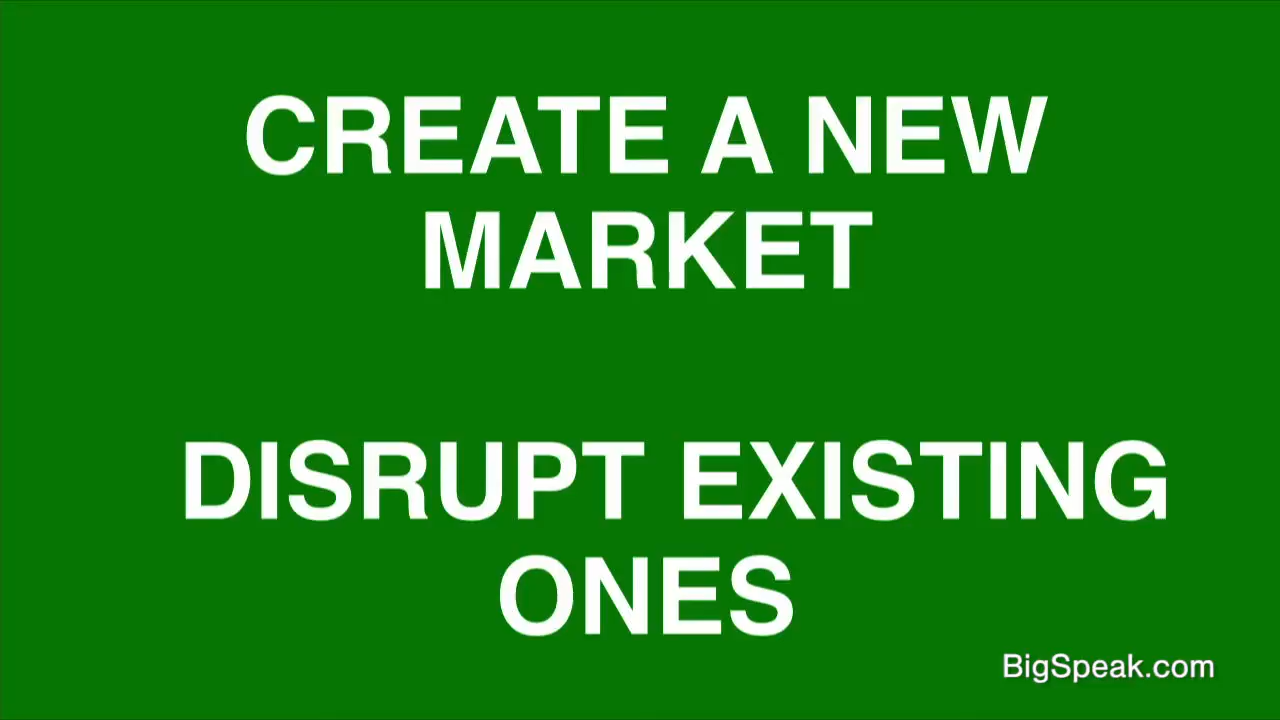 CREATE A NEW
MARKET
DISRUPT EXISTING
ONES
BigSpeak.com